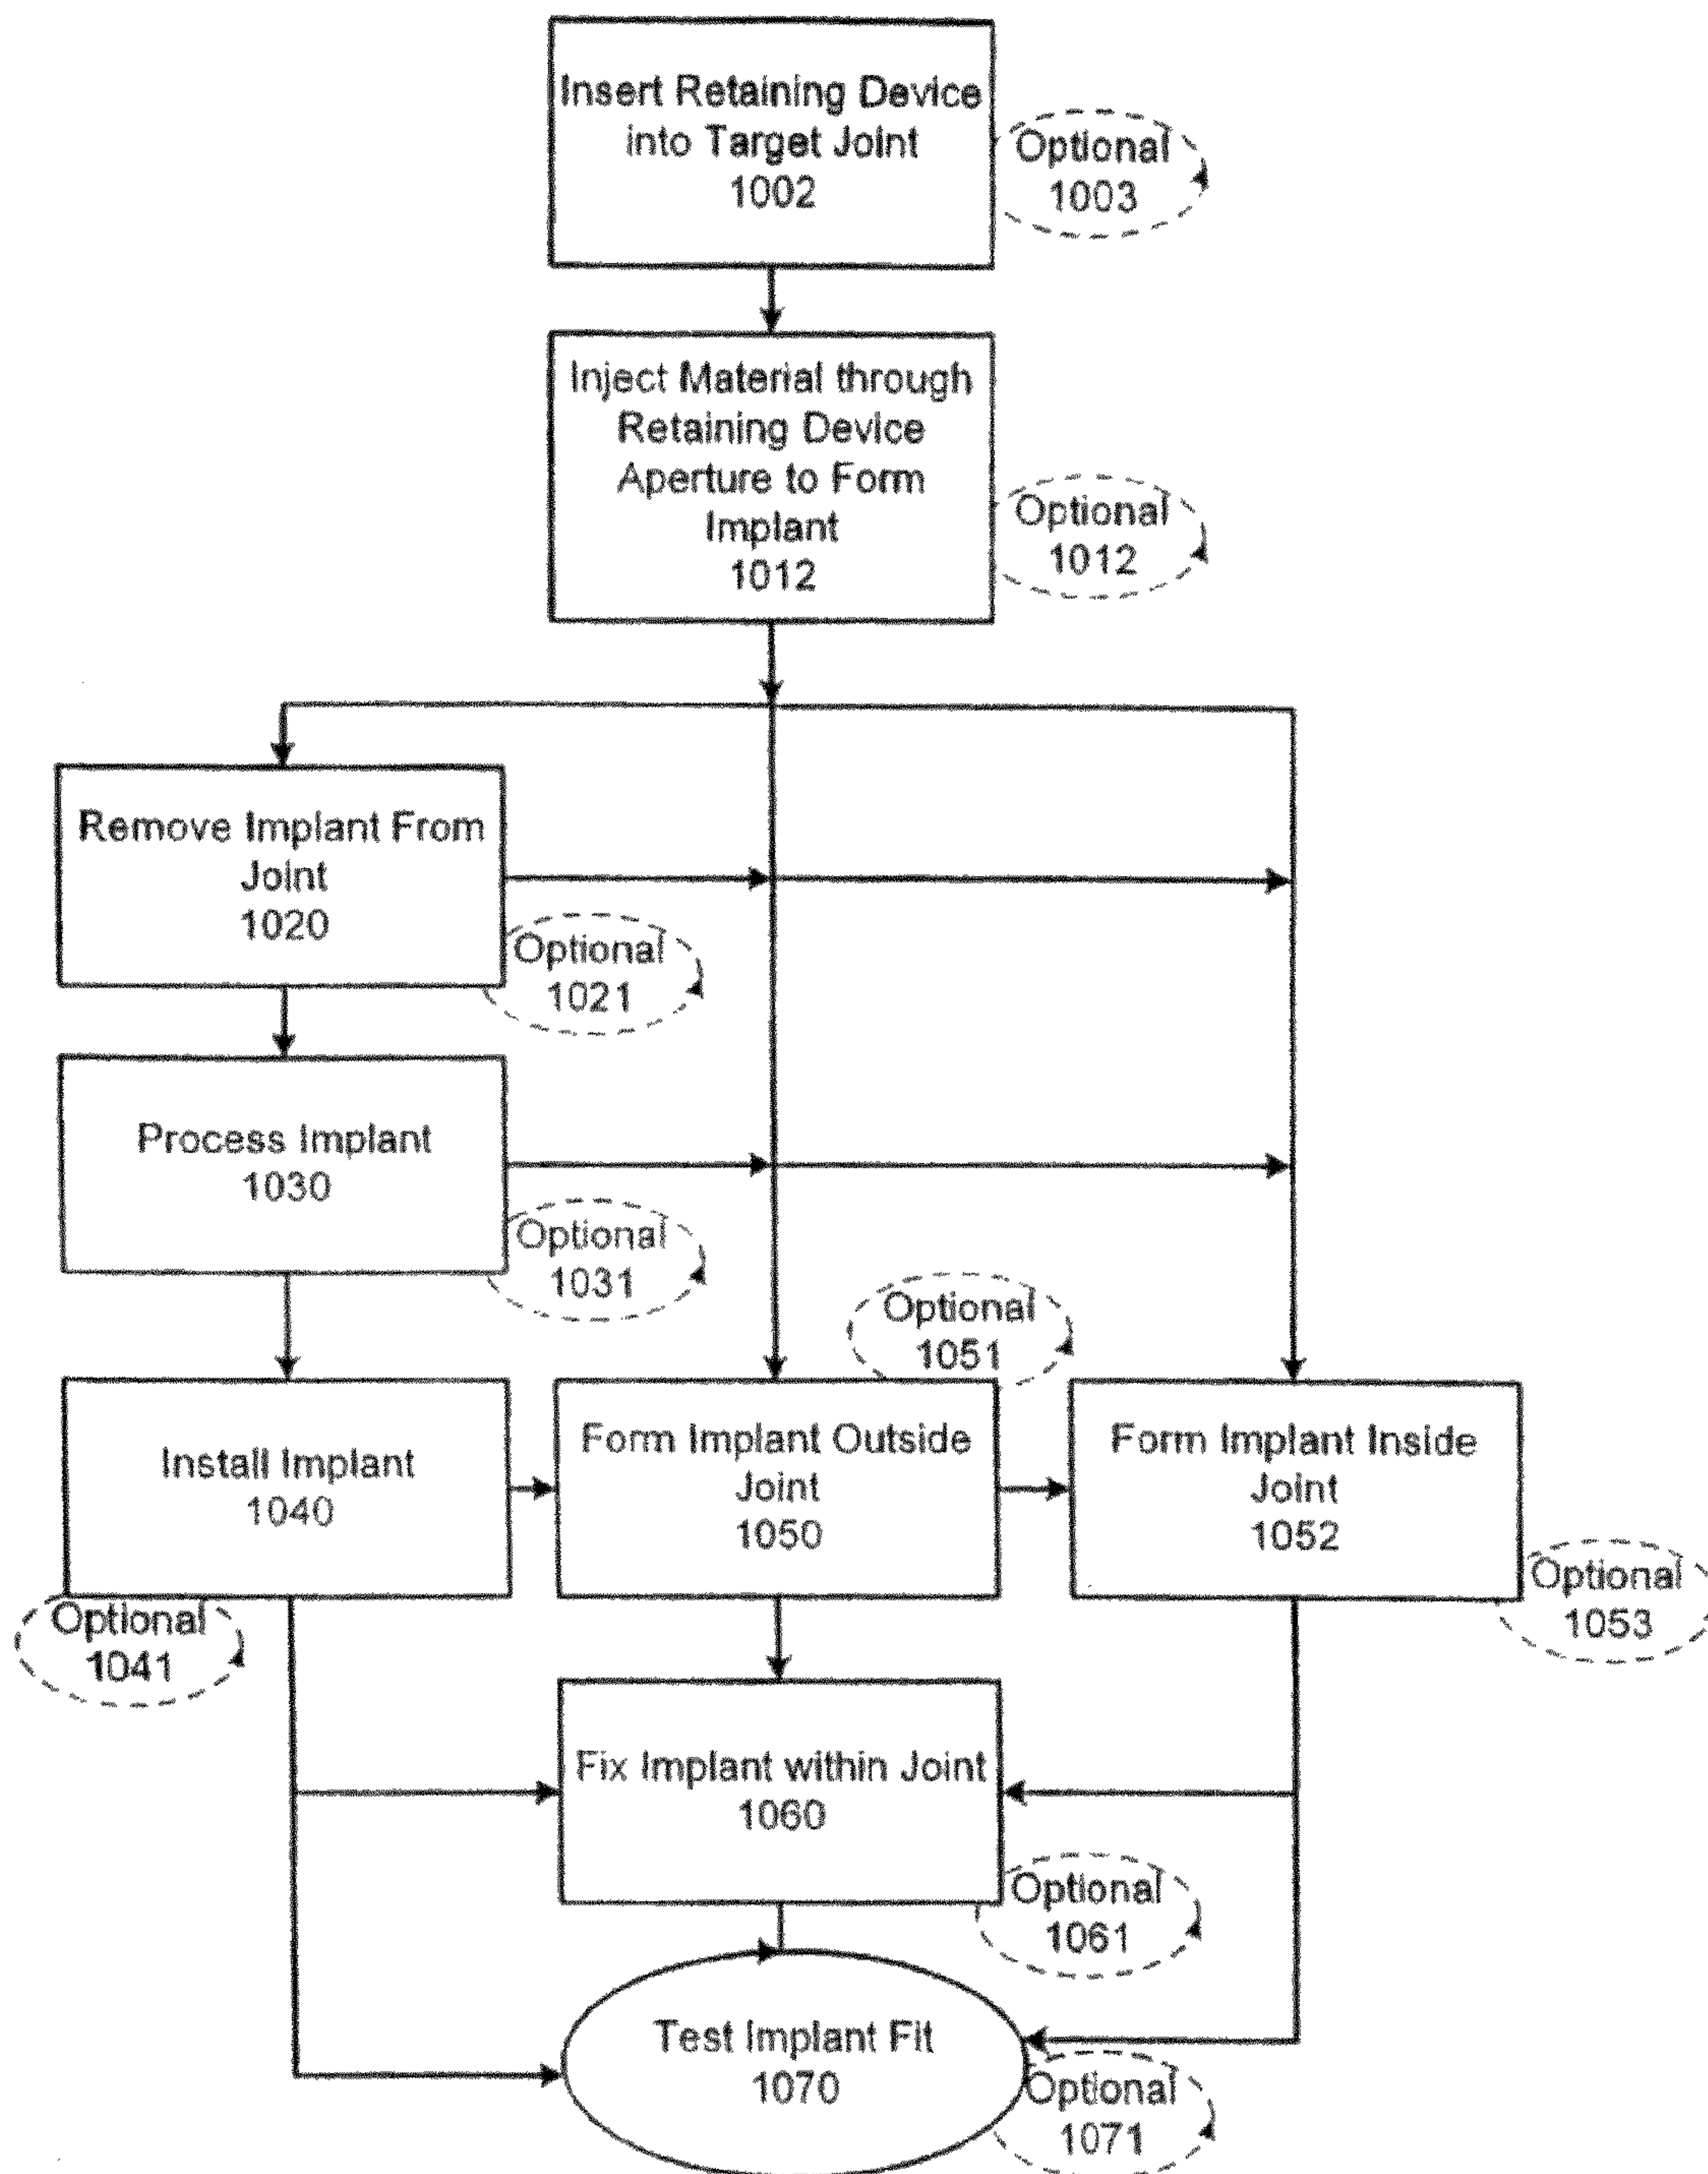 Insert Retaining Device
into Target Joint
1002
Optional
1003
Inject Material through
Retaining Device
Aperture to Form
Implant
1012
Optional
1012
Remove Implant From
Joint
1020
Optional
1021
Process Implant
1030
Optional
1031
Optional
1051
Install Implant
1040
Optional
1041
Form Implant Outside
Joint
1050
Form Implant Inside
Joint
1052
Optional
1053
Fix Implant within Joint
1060
Optional
1061
Test Implant Fit
1070
Optional
1071